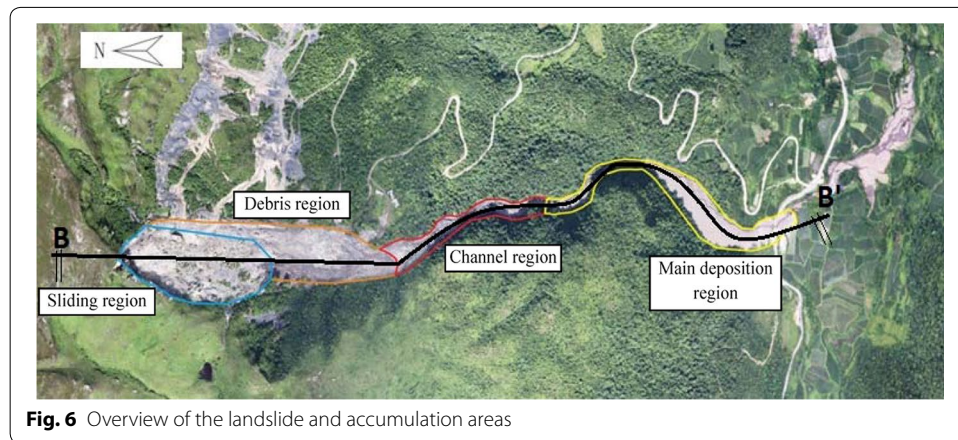 N
Debris region
B
B'
Channel region
Main deposition
region
Sliding region
Fig. 6 Overview of the landslide and accumulation areas